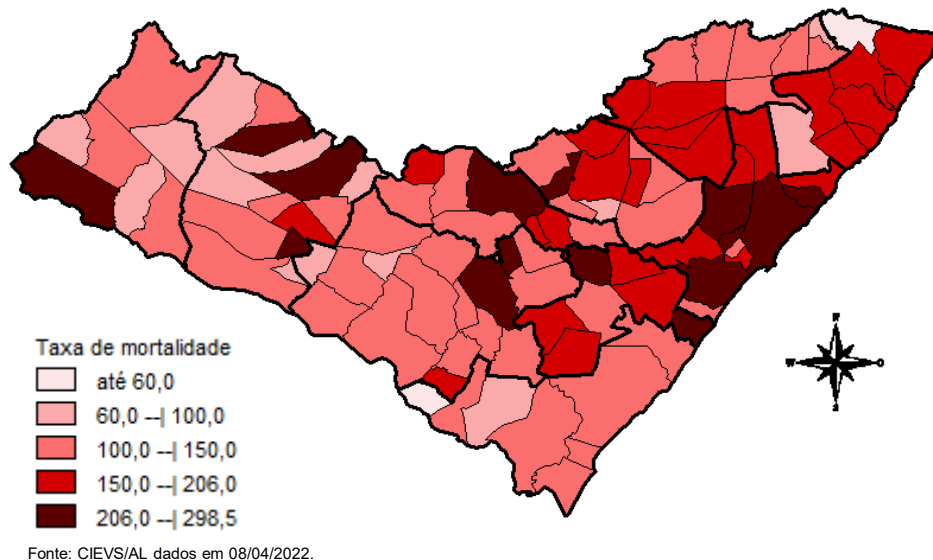 Taxa de mortalidade
até 60,0
60,0 --| 100,0
100,0 --| 150,0
150,0 --| 206,0
206,0 --| 298,5
Fonte: CIEVS/AL dados em 08/04/2022.